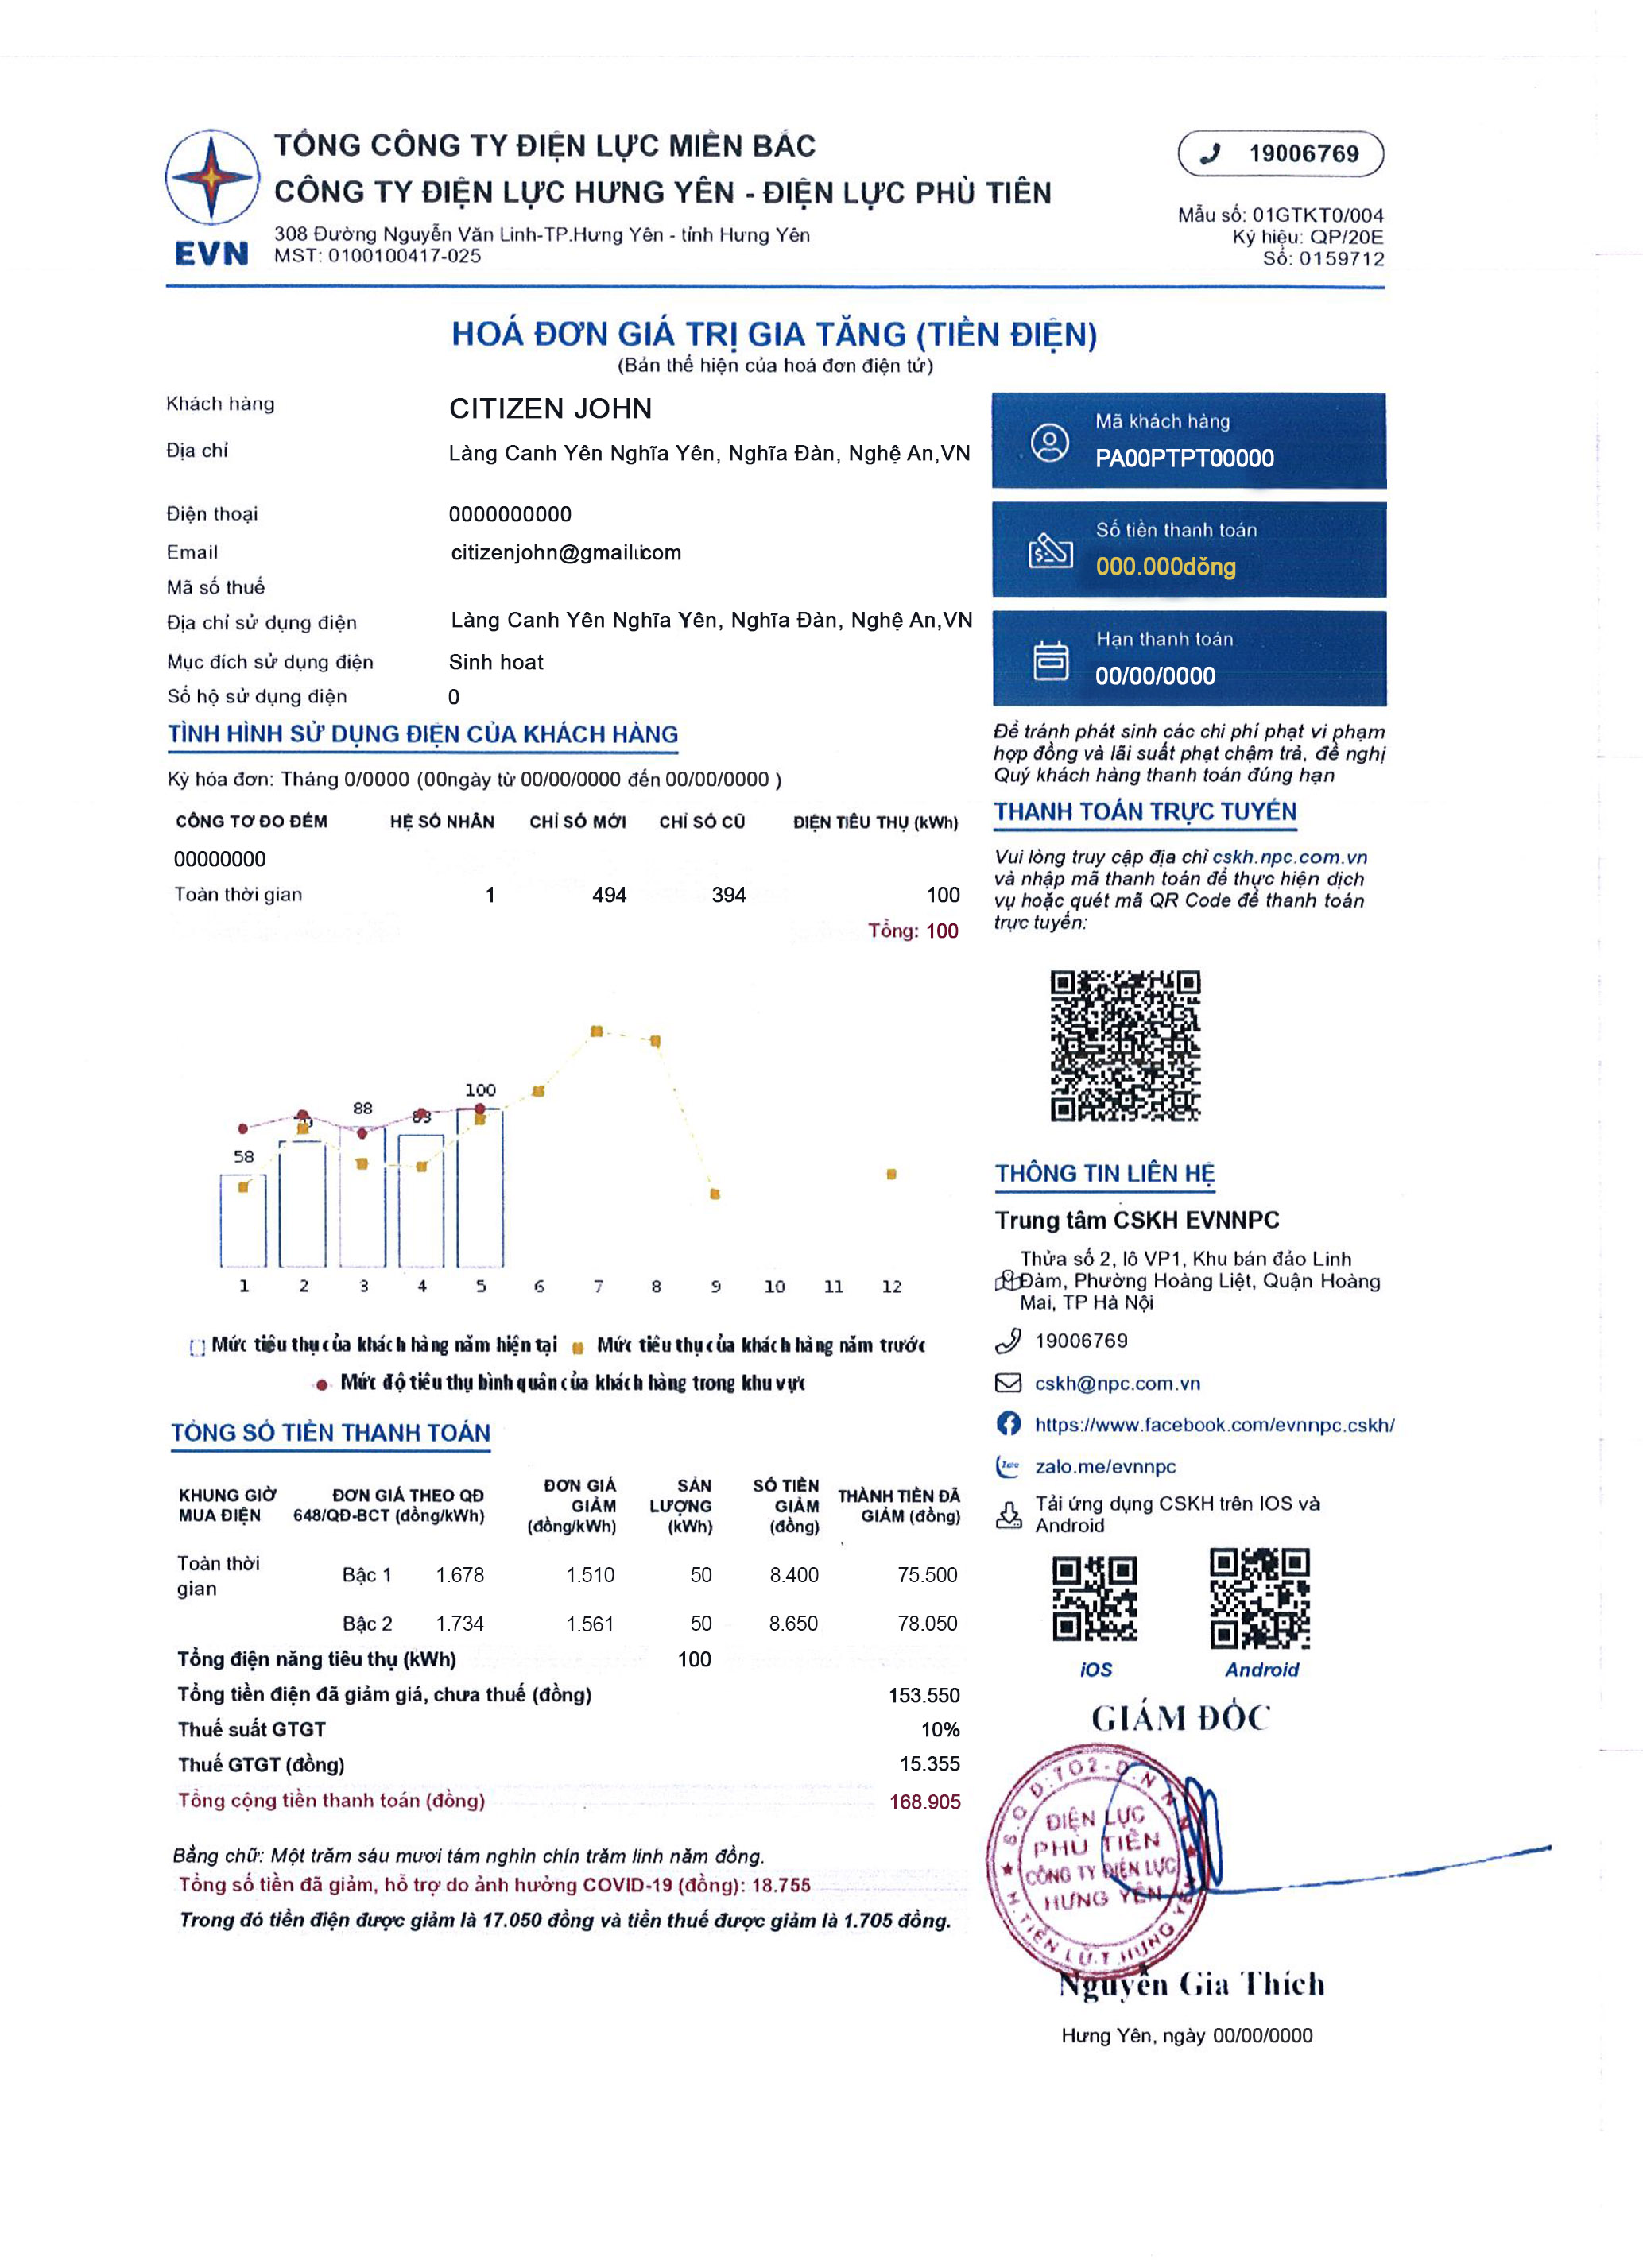 TỔNG CÔNG TY ĐIỆN LỰC MIỀN BẮC
CÔNG TY ĐIỆN LỰC HƯNG YÊN - ĐIỆN LỰC PHÙ TIÊN
308 Đường Nguyễn Văn Linh-TP.Hưng Yên - tỉnh Hưng Yên
MST: 0100100417-025
EVN
19006769
Mẫu số: 01GTKT0/004
Ký hiệu: QP/20E
Số: 0159712
HOÁ ĐƠN GIÁ TRỊ GIA TĂNG (TIỀN ĐIỆN)
(Bản thể hiện của hoá đơn điện tử)
Khách hàng CITIZEN JOHN
Địa chỉ Làng Canh Yên Nghĩa Yên, Nghĩa Đàn, Nghệ An,VN
Điện thoại 0000000000
Email citizenjohn@gmail.com
Mã số thuế
Địa chỉ sử dụng điện Làng Canh Yên Nghĩa Yên, Nghĩa Đàn, Nghệ An,VN
Mục đích sử dụng điện Sinh hoat
Số hộ sử dụng điện 0
Mã khách hàng
PA00PTPT00000
Số tiền thanh toán
000.000dŏng
Hạn thanh toán
00/00/0000
TÌNH HÌNH SỬ DỤNG ĐIỆN CỦA KHÁCH HÀNG
Kỳ hóa đơn: Tháng 0/0000 (00ngày từ 00/00/0000 đến 00/00/0000 )
CÔNG TƠ ĐO ĐẾM HỆ SỐ NHÂN CHỈ SỐ MỚI CHỈ SỐ CŨ ĐIỆN TIÊU THỤ (kWh)
00000000
Toàn thời gian 1 494 394 100
Tổng: 100
Để tránh phát sinh các chi phí phạt vi phạm
hợp đồng và lãi suất phạt chậm trả, đề nghị
Quý khách hàng thanh toán đúng hạn
THANH TOÁN TRỰC TUYẾN
Vui lòng truy cập địa chỉ cskh.npc.com.vn
và nhập mã thanh toán để thực hiện dịch
vụ hoặc quét mã QR Code để thanh toán
trực tuyến:
58
88
83
100
1 2 3 4 5 6 7 8 9 10 11 12
Mức tiêu thụ của khách hàng năm hiện tại Mức tiêu thụ của khách hàng năm trước
Mức độ tiêu thụ bình quân của khách hàng trong khu vực
THÔNG TIN LIÊN HỆ
Trung tâm CSKH EVNNPC
Thửa số 2, lô VP1, Khu bán đảo Linh
Đàm, Phường Hoàng Liệt, Quận Hoàng
Mai, TP Hà Nội
19006769
cskh@npc.com.vn
https://www.facebook.com/evnnpc.cskh/
zalo.me/evnnpc
Tải ứng dụng CSKH trên IOS và
Android
iOS Android
TỔNG SỐ TIỀN THANH TOÁN
KHUNG GIỜ MUA ĐIỆN ĐƠN GIÁ THEO QĐ 648/QĐ-BCT (đồng/kWh) ĐƠN GIÁ GIẢM (đồng/kWh) SẢN LƯỢNG (kWh) SỐ TIỀN GIẢM (đồng) THÀNH TIỀN ĐÃ GIẢM (đồng)
Toàn thời gian Bậc 1 1.678 1.510 50 8.400 75.500
Bậc 2 1.734 1.561 50 8.650 78.050
Tổng điện năng tiêu thụ (kWh) 100
Tổng tiền điện đã giảm giá, chưa thuế (đồng) 153.550
Thuế suất GTGT 10%
Thuế GTGT (đồng) 15.355
Tổng cộng tiền thanh toán (đồng) 168.905
Bằng chữ: Một trăm sáu mươi tám nghìn chín trăm linh năm đồng.
Tổng số tiền đã giảm, hỗ trợ do ảnh hưởng COVID-19 (đồng): 18.755
Trong đó tiền điện được giảm là 17.050 đồng và tiền thuế được giảm là 1.705 đồng.
GIÁM ĐỐC
S.O Đ:702-Đ.N.N.N
ĐIỆN LỰC
PHÙ TIÊN
CÔNG TY ĐIỆN LỰC
HƯNG YÊN
H.TIÊN LỮ.T.HƯNG YÊN
Nguyễn Gia Thích
Hưng Yên, ngày 00/00/0000